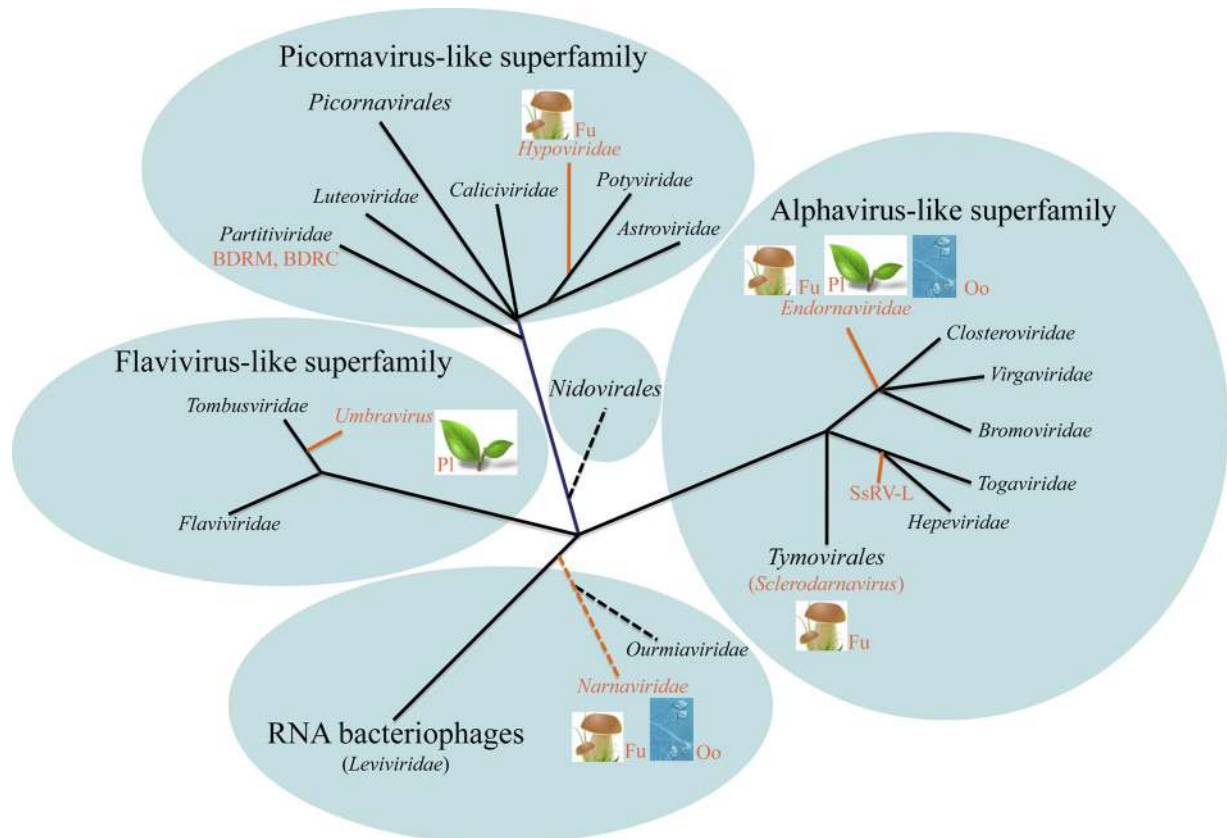 Picornavirus-like superfamily
Picornavirales
Fu
Hypoviridae
Luteoviridae
Caliciviridae
Potyviridae
Partitiviridae
BDRM, BDRC
Astroviridae
Alphavirus-like superfamily
Fu
Pl
Oo
Endornaviridae
Closteroviridae
Virgaviridae
Bromoviridae
Togaviridae
SsRV-L
Hepeviridae
Tymovirales
(Sclerodarnavirus)
Fu
Flavivirus-like superfamily
Tombusviridae
Umbravirus
Pl
Flaviviridae
Nidovirales
Ourmiaviridae
Narnaviridae
Fu
Oo
RNA bacteriophages
(Leviviridae)